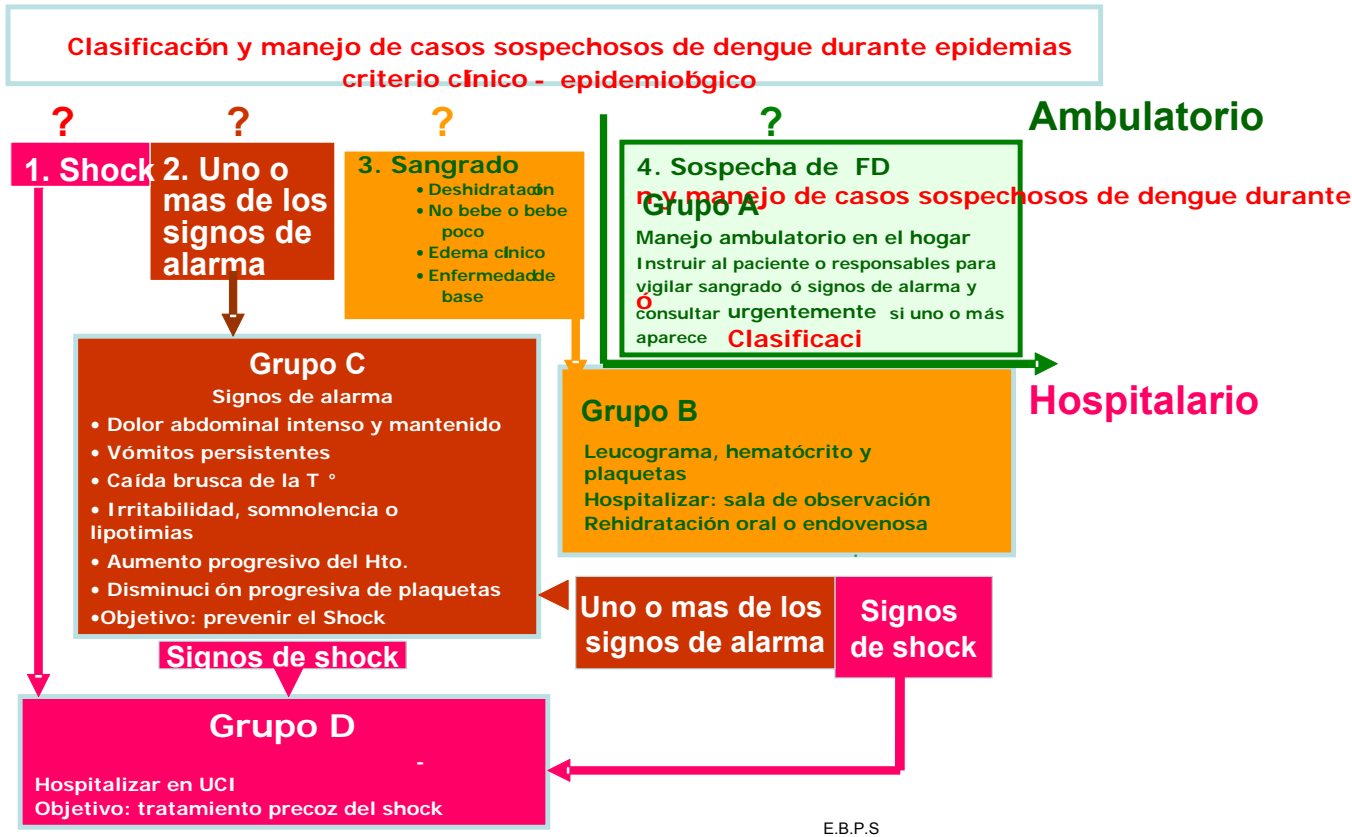 Clasificación y manejo de casos sospechosos de dengue durante epidemias
criterio clínico - epidemiológico
?
?
?
?
Ambulatorio
1. Shock
2. Uno o
mas de los
signos de
alarma
3. Sangrado
• Deshidratación
• No bebe o bebe
poco
• Edema clínico
• Enfermedad de
base
4. Sospecha de FD
n y manejo de casos sospechosos de dengue durante
Grupo A
Manejo ambulatorio en el hogar
Instruir al paciente o responsables para
vigilar sangrado ó signos de alarma y
ó
consultar urgentemente si uno o más
aparece Clasificaci
Hospitalario
Grupo C
Signos de alarma
• Dolor abdominal intenso y mantenido
• Vómitos persistentes
• Caída brusca de la T °
• Irritabilidad, somnolencia o
lipotimias
• Aumento progresivo del Hto.
• Disminuci ón progresiva de plaquetas
•Objetivo: prevenir el Shock
Grupo B
Leucograma, hematócrito y
plaquetas
Hospitalizar: sala de observación
Rehidratación oral o endovenosa
Uno o mas de los
signos de alarma
Signos
de shock
Signos de shock
Grupo D
-
Hospitalizar en UCI
Objetivo: tratamiento precoz del shock
E.B.P.S